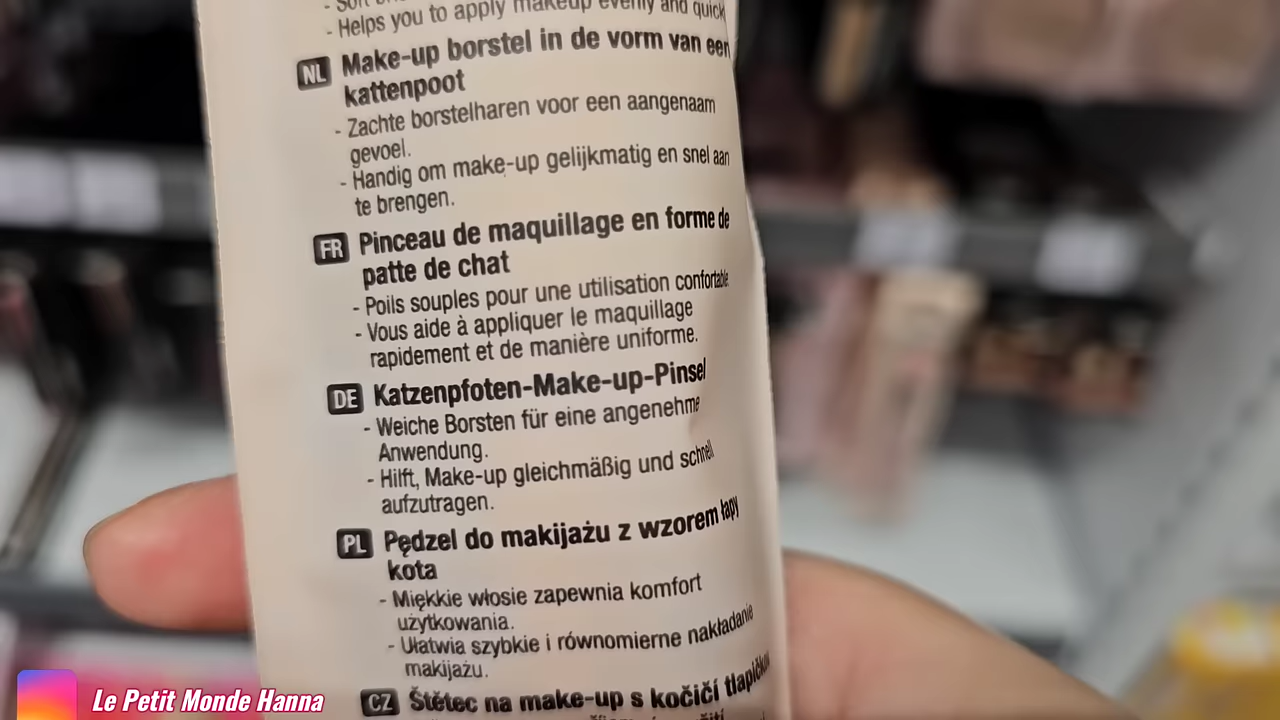 - Soft
- Helps you to apply makeup evenly and quick
NL Make-up borstel in de vorm van een
kattenpoot
- Zachte borstelharen voor een aangenaam
gevoel.
- Handig om make-up gelijkmatig en snel aan
te brengen.
FR Pinceau de maquillage en forme de
patte de chat
- Poils souples pour une utilisation confortable.
- Vous aide à appliquer le maquillage
rapidement et de manière uniforme.
DE Katzenpfoten-Make-up-Pinsel
- Weiche Borsten für eine angenehme
Anwendung.
- Hilft, Make-up gleichmäßig und schnell
aufzutragen.
PL Pędzel do makijażu z wzorem łapy
kota
- Miękkie włosie zapewnia komfort
użytkowania.
- Ułatwia szybkie i równomierne nakładanie
makijażu.
CZ Štětec na make-up s kočičí tlapičkou
Le Petit Monde Hanna